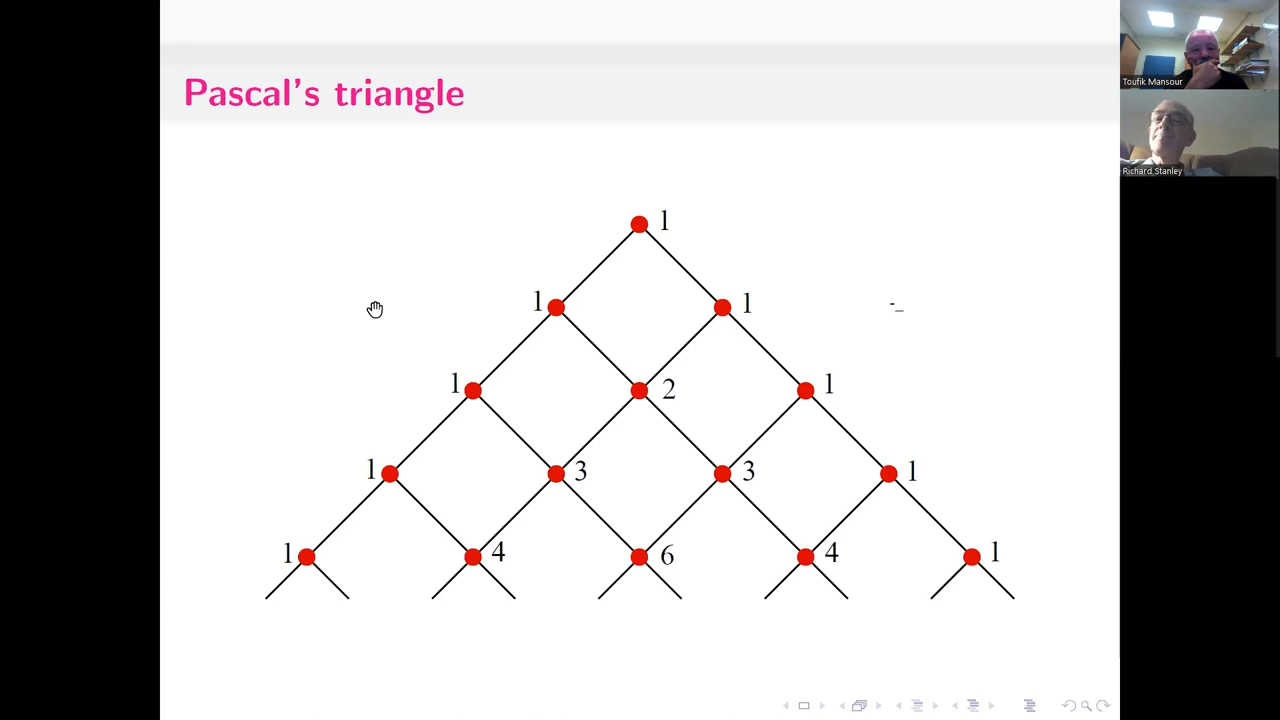 Pascal's triangle
1
1 1
1 2 1
1 3 3 1
1 4 6 4 1
Toufik Mansour
Richard Stanley